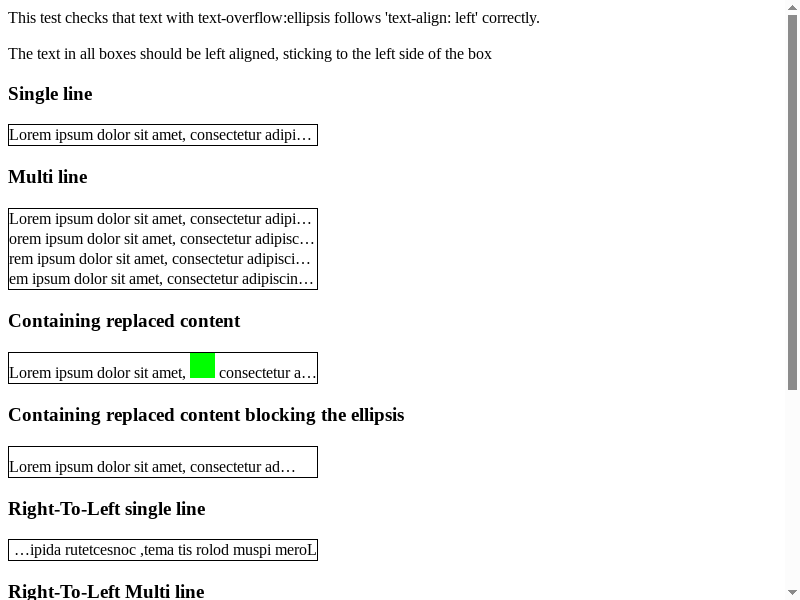 This test checks that text with text-overflow:ellipsis follows 'text-align: left' correctly.
The text in all boxes should be left aligned, sticking to the left side of the box
Single line
Lorem ipsum dolor sit amet, consectetur adipi…
Multi line
Lorem ipsum dolor sit amet, consectetur adipi…
orem ipsum dolor sit amet, consectetur adipisc…
rem ipsum dolor sit amet, consectetur adipisci…
em ipsum dolor sit amet, consectetur adipiscin…
Containing replaced content
Lorem ipsum dolor sit amet, consectetur a…
Containing replaced content blocking the ellipsis
Lorem ipsum dolor sit amet, consectetur ad…
Right-To-Left single line
…ipida rutetcesnoc ,tema tis rolod muspi meroL
Right-To-Left Multi line